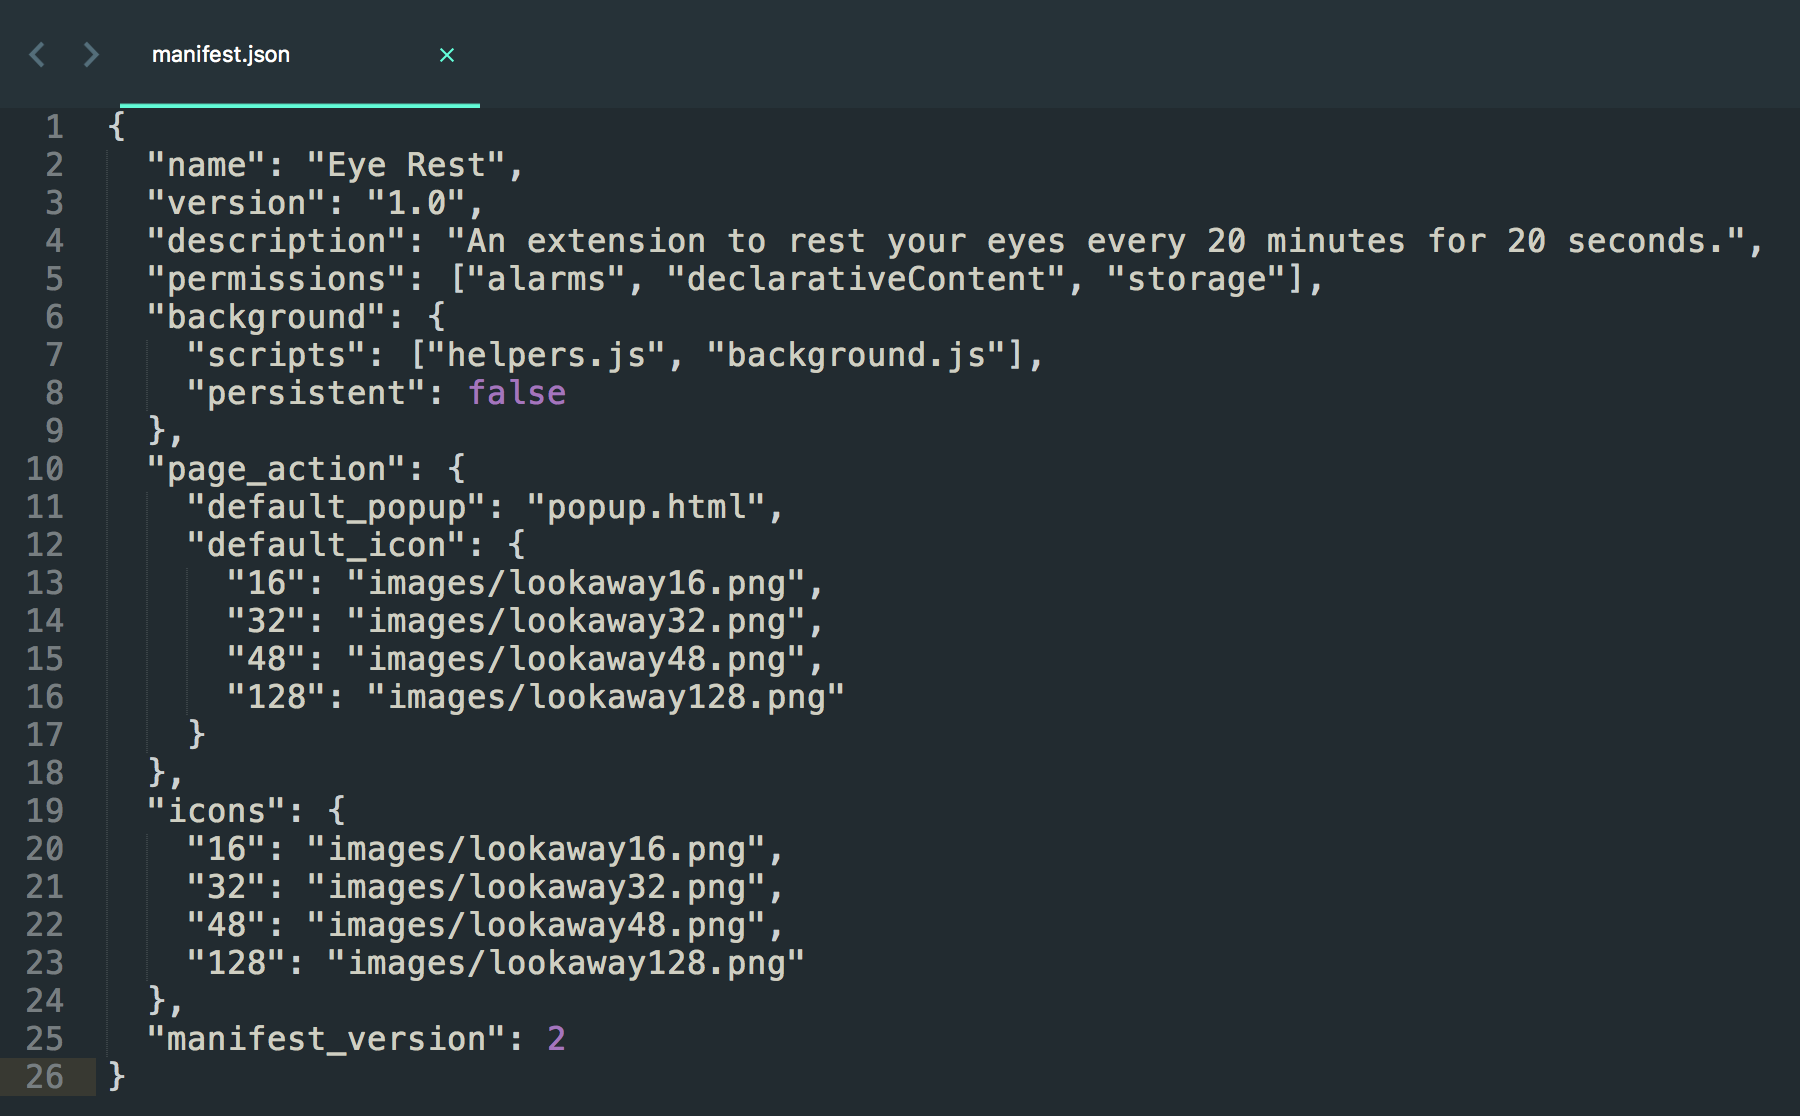 manifest.json ×
1 {
2   "name": "Eye Rest",
3   "version": "1.0",
4   "description": "An extension to rest your eyes every 20 minutes for 20 seconds.",
5   "permissions": ["alarms", "declarativeContent", "storage"],
6   "background": {
7     "scripts": ["helpers.js", "background.js"],
8     "persistent": false
9   },
10   "page_action": {
11     "default_popup": "popup.html",
12     "default_icon": {
13       "16": "images/lookaway16.png",
14       "32": "images/lookaway32.png",
15       "48": "images/lookaway48.png",
16       "128": "images/lookaway128.png"
17     }
18   },
19   "icons": {
20     "16": "images/lookaway16.png",
21     "32": "images/lookaway32.png",
22     "48": "images/lookaway48.png",
23     "128": "images/lookaway128.png"
24   },
25   "manifest_version": 2
26 }